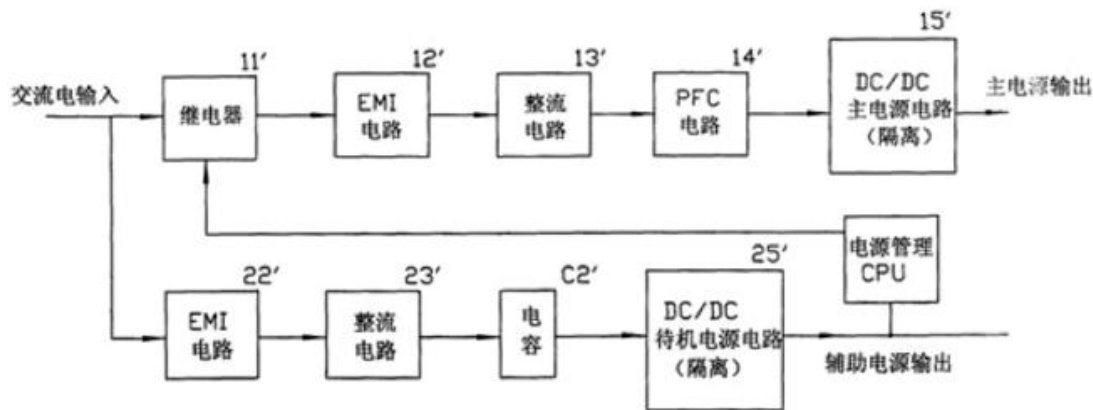 15'
11'
12'
13'
14'
交流电输入
继电器
EMI
电路
整流
电路
PFC
电路
DC/DC
主电源电路
(隔离)
主电源输出
电源管理
CPU
22'
23'
C2'
25'
EMI
电路
整流
电路
电
容
DC/DC
待机电源电路
(隔离)
辅助电源输出